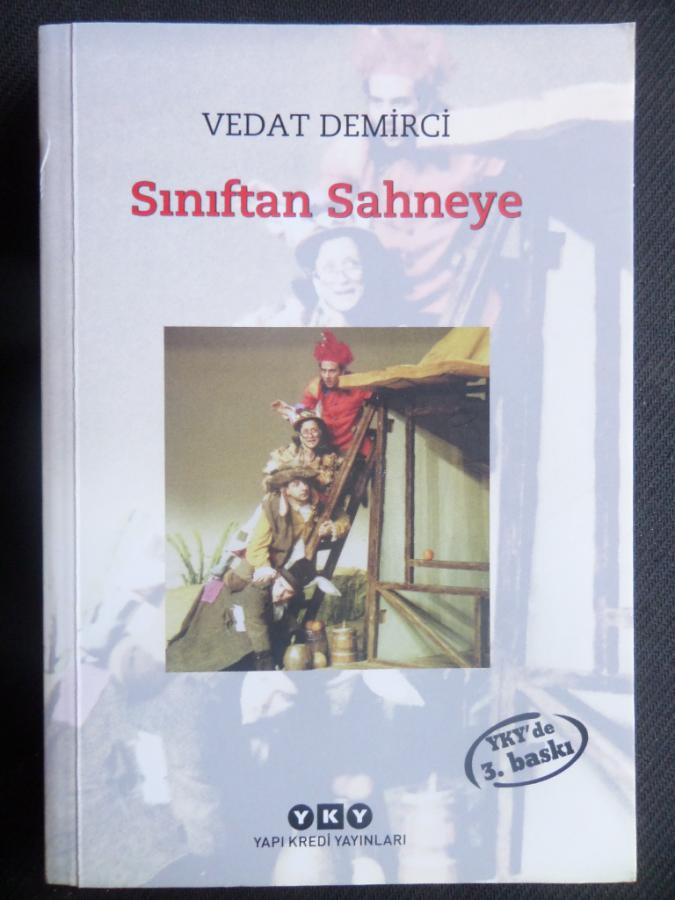 VEDAT DEMİRCİ
Sınıftan Sahneye
YKY'de
3. baskı
YKY
YAPI KREDİ YAYINLARI